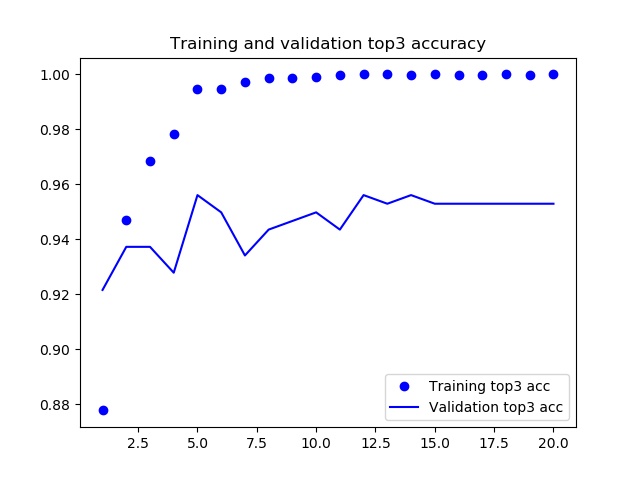 Training and validation top3 accuracy
1.00
0.98
0.96
0.94
0.92
0.90
0.88
Training top3 acc
Validation top3 acc
2.5 5.0 7.5 10.0 12.5 15.0 17.5 20.0